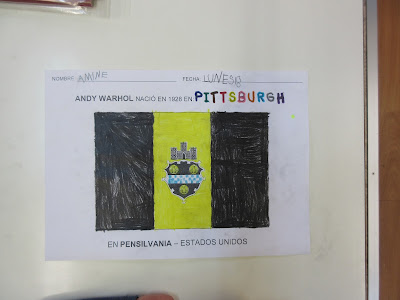 NOMBRE: AMINE FECHA: LUNES
ANDY WARHOL NACIÓ EN 1928 EN PITTSBURGH
EN PENSILVANIA – ESTADOS UNIDOS